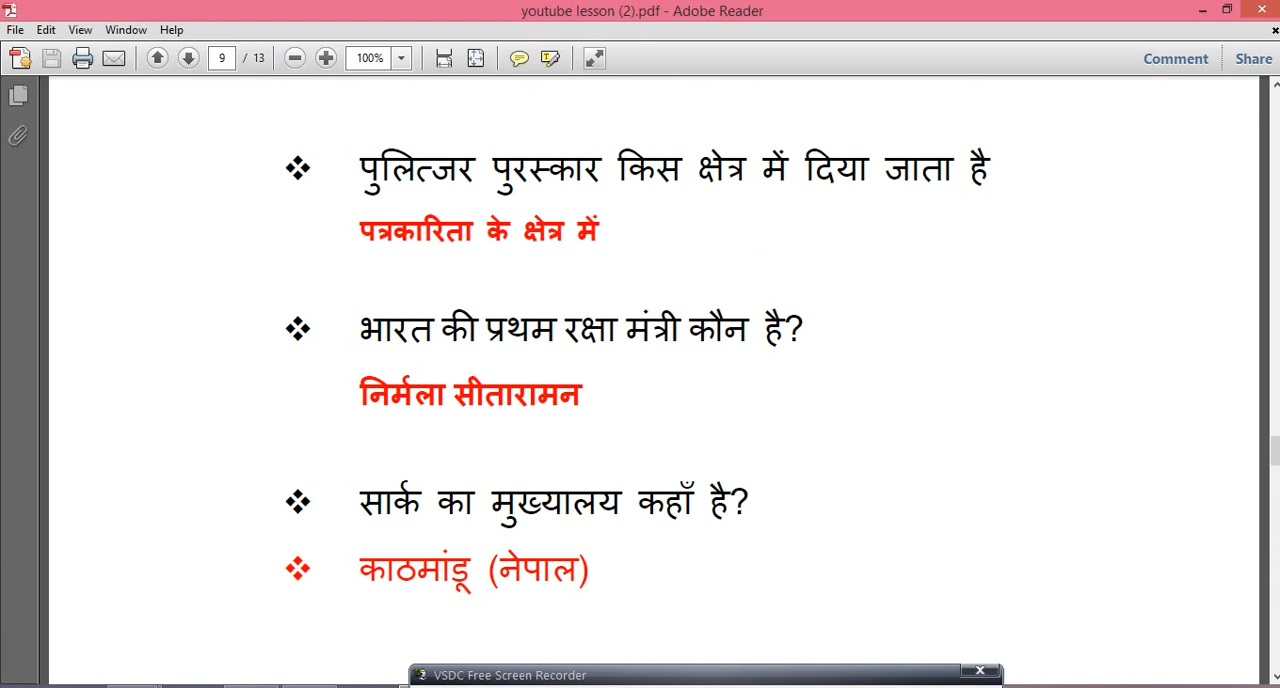 youtube lesson (2).pdf - Adobe Reader
File Edit View Window Help
9 / 13 100% Comment Share
पुलित्जर पुरस्कार किस क्षेत्र में दिया जाता है
पत्रकारिता के क्षेत्र में
भारत की प्रथम रक्षा मंत्री कौन है?
निर्मला सीतारामन
सार्क का मुख्यालय कहाँ है?
काठमांडू (नेपाल)
VSDC Free Screen Recorder